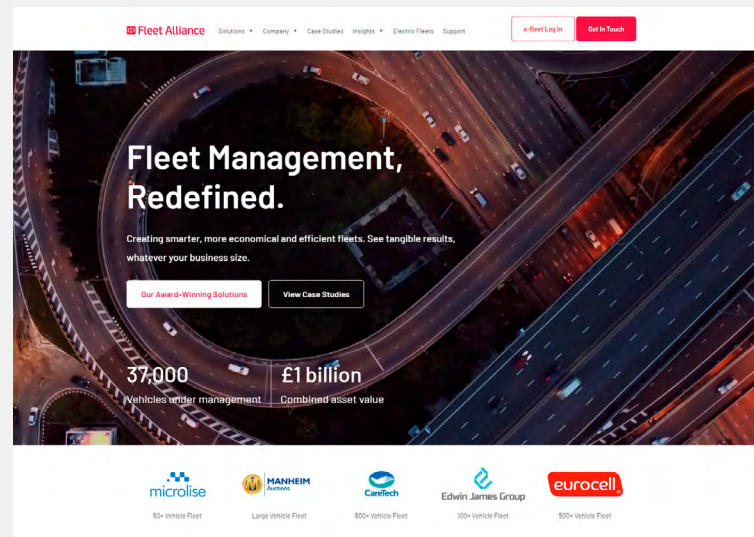 Fleet Alliance
Solutions Company Case Studies Insights Electric Fleets Support
e-fleet Log In
Get In Touch
Fleet Management,
Redefined.
Creating smarter, more economical and efficient fleets. See tangible results,
whatever your business size.
Our Award-Winning Solutions
View Case Studies
37,000
Vehicles under management
£1 billion
Combined asset value
microlise
MANHEIM
Auctions
CareTech
Edwin James Group
eurocell
50+ Vehicle Fleet
Large Vehicle Fleet
500+ Vehicle Fleet
100+ Vehicle Fleet
500+ Vehicle Fleet